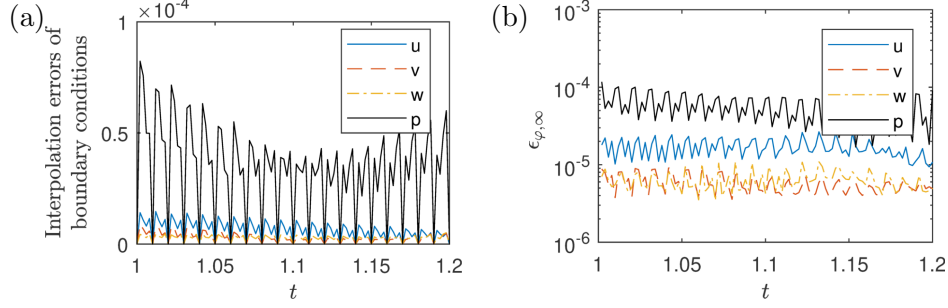 (a)
×10⁻⁴
1
0.5
0
Interpolation errors of
boundary conditions
1
1.05
1.1
1.15
1.2
t
u
v
w
p
(b)
10⁻³
10⁻⁴
10⁻⁵
10⁻⁶
ϵφ,∞
1
1.05
1.1
1.15
1.2
t
u
v
w
p